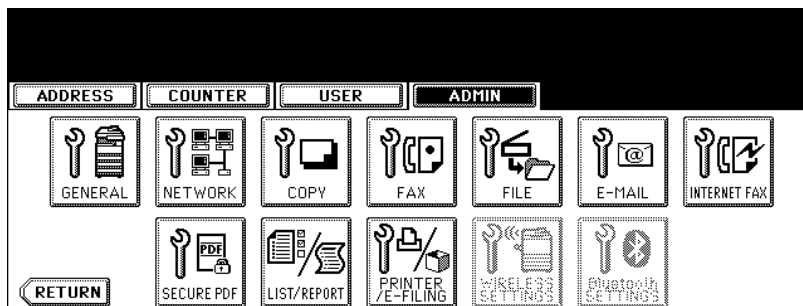 ADDRESS COUNTER USER ADMIN
@
GENERAL NETWORK COPY FAX FILE E-MAIL INTERNET FAX
PDF
SECURE PDF LIST/REPORT PRINTER
/E-FILING WIRELESS
SETTINGS Bluetooth
SETTINGS
RETURN